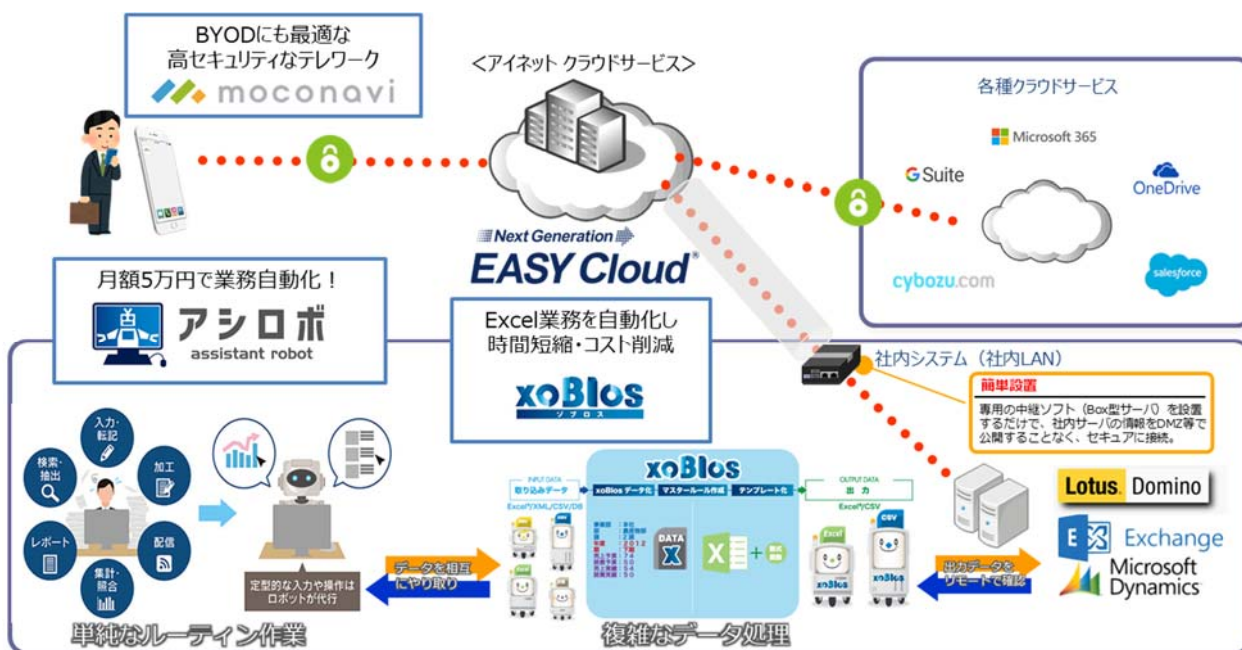 BYODにも最適な
高セキュリティなテレワーク
moconavi
<アイネット クラウドサービス>
Next Generation
EASY Cloud®
各種クラウドサービス
Microsoft 365
G Suite
OneDrive
cybozu.com
salesforce
月額5万円で業務自動化！
アシロボ
assistant robot
Excel業務を自動化し
時間短縮・コスト削減
xoBlos
ゾブロス
社内システム（社内LAN）
簡単設置
専用の中継ソフト（Box型サーバ）を設置
するだけで、社内サーバの情報をDMZ等で
公開することなく、セキュアに接続。
入力・
転記
検索・
抽出
加工
レポート
配信
集計・
照合
定型的な入力や操作は
ロボットが代行
単純なルーティン作業
データを相互
にやり取り
xoBlos
INPUT DATA
取り込みデータ
Excel®/XML/CSV/DB
xoBlosデータ化
マスタールール作成
テンプレート化
OUTPUT DATA
出力
Excel®/CSV
DATA
X
Excel
CSV
xoBlos
xoBlos
複雑なデータ処理
出力データを
リモートで確認
Lotus. Domino
Exchange
Microsoft
Dynamics